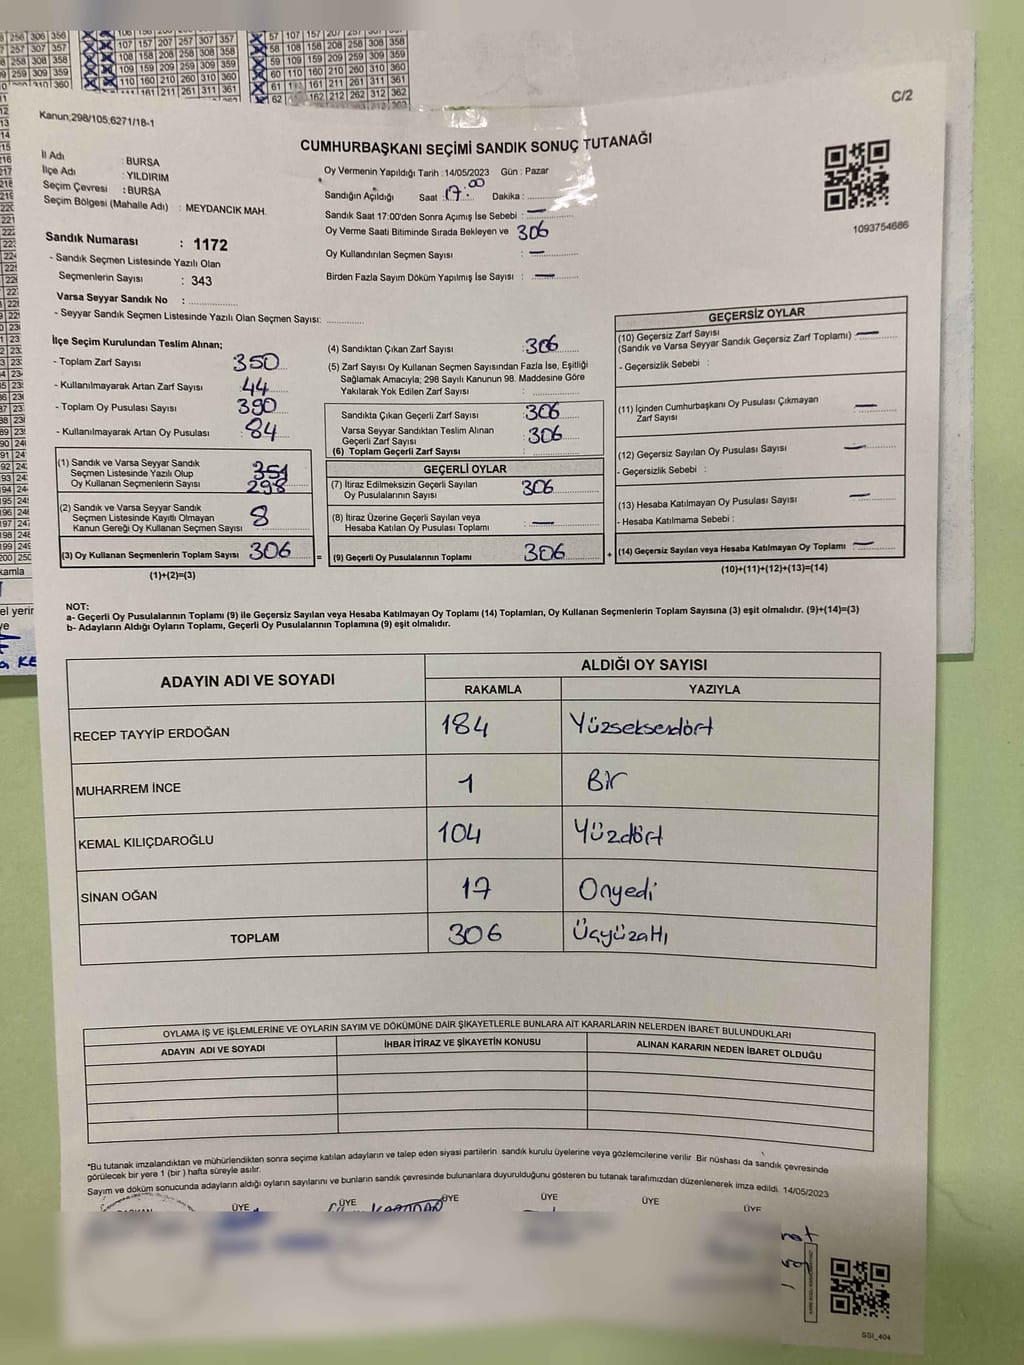 C/2
Kanun;298/105;6271/18-1
CUMHURBAŞKANI SEÇİMİ SANDIK SONUÇ TUTANAĞI
İl Adı : BURSA
İlçe Adı : YILDIRIM
Seçim Çevresi : BURSA
Seçim Bölgesi (Mahalle Adı) : MEYDANCIK MAH.
Oy Vermenin Yapıldığı Tarih : 14/05/2023 Gün : Pazar
Sandığın Açıldığı Saat : 17.00 Dakika :
Sandık Saat 17:00'den Sonra Açımış İse Sebebi : —
Oy Verme Saati Bitiminde Sırada Bekleyen ve 306
Oy Kullandırılan Seçmen Sayısı : —
Birden Fazla Sayım Döküm Yapılmış İse Sayısı : —
1093754686
Sandık Numarası : 1172
- Sandık Seçmen Listesinde Yazılı Olan
Seçmenlerin Sayısı : 343
Varsa Seyyar Sandık No :
- Seyyar Sandık Seçmen Listesinde Yazılı Olan Seçmen Sayısı:
İlçe Seçim Kurulundan Teslim Alınan;
- Toplam Zarf Sayısı 350
- Kullanılmayarak Artan Zarf Sayısı 44
- Toplam Oy Pusulası Sayısı 390
- Kullanılmayarak Artan Oy Pusulası 84
(1) Sandık ve Varsa Seyyar Sandık
Seçmen Listesinde Yazılı Olup
Oy Kullanan Seçmenlerin Sayısı 298
(2) Sandık ve Varsa Seyyar Sandık
Seçmen Listesinde Kayıtlı Olmayan
Kanun Gereği Oy Kullanan Seçmen Sayısı 8
(3) Oy Kullanan Seçmenlerin Toplam Sayısı 306 =
(1)+(2)=(3)
(4) Sandıktan Çıkan Zarf Sayısı 306
(5) Zarf Sayısı Oy Kullanan Seçmen Sayısından Fazla İse, Eşitliği
Sağlamak Amacıyla; 298 Sayılı Kanunun 98. Maddesine Göre
Yakılarak Yok Edilen Zarf Sayısı :
Sandıkta Çıkan Geçerli Zarf Sayısı 306
Varsa Seyyar Sandıktan Teslim Alınan
Geçerli Zarf Sayısı 306
(6) Toplam Geçerli Zarf Sayısı :
GEÇERLİ OYLAR
(7) İtiraz Edilmeksizin Geçerli Sayılan
Oy Pusulalarının Sayısı 306
(8) İtiraz Üzerine Geçerli Sayılan veya
Hesaba Katılan Oy Pusulası Toplamı —
(9) Geçerli Oy Pusulalarının Toplamı 306 +
GEÇERSİZ OYLAR
(10) Geçersiz Zarf Sayısı
(Sandık ve Varsa Seyyar Sandık Geçersiz Zarf Toplamı) —
- Geçersizlik Sebebi :
(11) İçinden Cumhurbaşkanı Oy Pusulası Çıkmayan
Zarf Sayısı —
(12) Geçersiz Sayılan Oy Pusulası Sayısı —
- Geçersizlik Sebebi :
(13) Hesaba Katılmayan Oy Pusulası Sayısı —
- Hesaba Katılmama Sebebi :
(14) Geçersiz Sayılan veya Hesaba Katılmayan Oy Toplamı —
(10)+(11)+(12)+(13)=(14)
NOT:
a- Geçerli Oy Pusulalarının Toplamı (9) ile Geçersiz Sayılan veya Hesaba Katılmayan Oy Toplamı (14) Toplamları, Oy Kullanan Seçmenlerin Toplam Sayısına (3) eşit olmalıdır. (9)+(14)=(3)
b- Adayların Aldığı Oyların Toplamı, Geçerli Oy Pusulalarının Toplamına (9) eşit olmalıdır.
ADAYIN ADI VE SOYADI
ALDIĞI OY SAYISI
RAKAMLA YAZIYLA
RECEP TAYYİP ERDOĞAN 184 Yüzseksendört
MUHARREM İNCE 1 Bir
KEMAL KILIÇDAROĞLU 104 Yüzdört
SİNAN OĞAN 17 Onyedi
TOPLAM 306 Üçyüzaltı
OYLAMA İŞ VE İŞLEMLERİNE VE OYLARIN SAYIM VE DÖKÜMÜNE DAİR ŞİKAYETLERLE BUNLARA AİT KARARLARIN NELERDEN İBARET BULUNDUKLARI
ADAYIN ADI VE SOYADI İHBAR İTİRAZ VE ŞİKAYETİN KONUSU ALINAN KARARIN NEDEN İBARET OLDUĞU
*Bu tutanak imzalandıktan ve mühürlendikten sonra seçime katılan adayların ve talep eden siyasi partilerin sandık kurulu üyelerine veya gözlemcilerine verilir. Bir nüshası da sandık çevresinde
görülecek bir yere 1 (bir) hafta süreyle asılır.
Sayım ve döküm sonucunda adayların aldığı oyların sayılarını ve bunların sandık çevresinde bulunanlara duyurulduğunu gösteren bu tutanak tarafımızdan düzenlenerek imza edildi. 14/05/2023
ÜYE ÜYE ÜYE ÜYE ÜYE ÜYE
SSI_404